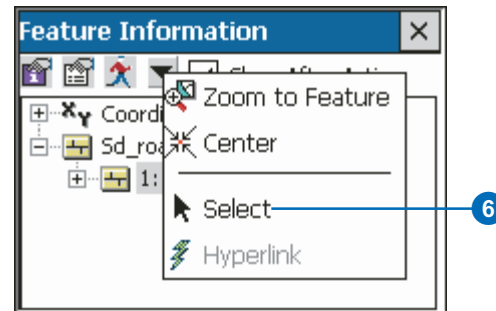 Feature Information
Zoom to Feature
Coordi
Center
Sd_roa
1:
Select
6
Hyperlink